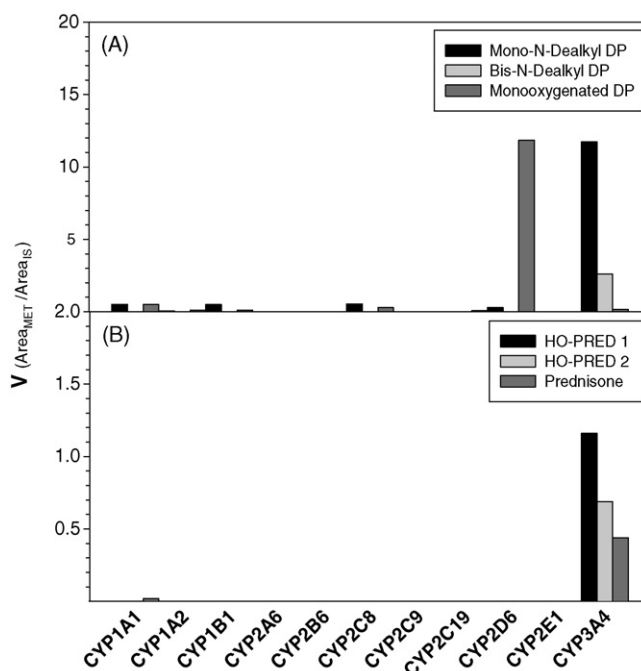 20
(A)
Mono-N-Dealkyl DP
Bis-N-Dealkyl DP
Monooxygenated DP
15
10
5
2.0
V (AreaMET /AreaIS)
(B)
HO-PRED 1
HO-PRED 2
Prednisone
1.5
1.0
0.5
CYP1A1
CYP1A2
CYP1B1
CYP2A6
CYP2B6
CYP2C8
CYP2C9
CYP2C19
CYP2D6
CYP2E1
CYP3A4